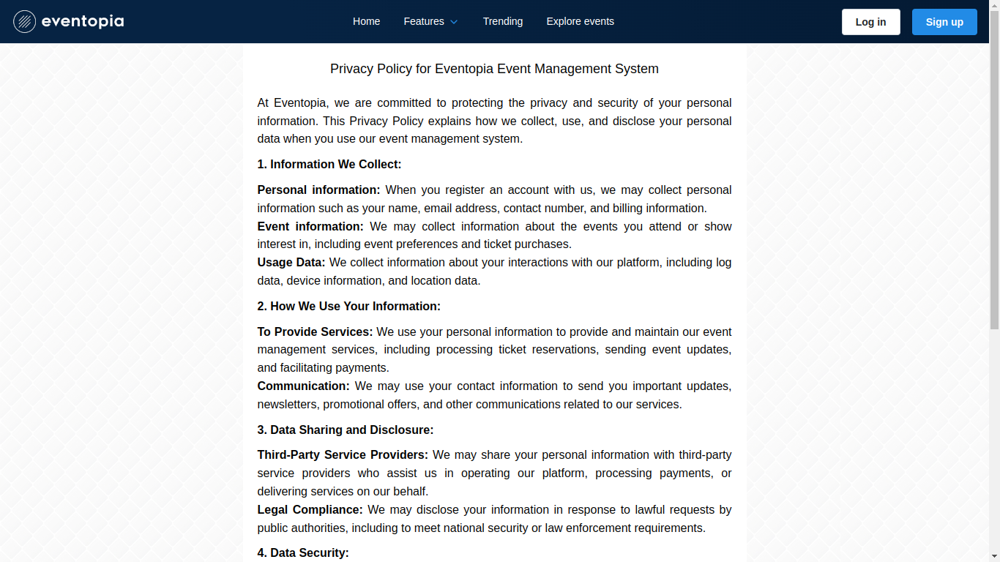 eventopia
Home
Features
Trending
Explore events
Log in
Sign up
Privacy Policy for Eventopia Event Management System
At Eventopia, we are committed to protecting the privacy and security of your personal
information. This Privacy Policy explains how we collect, use, and disclose your personal
data when you use our event management system.
1. Information We Collect:
Personal information: When you register an account with us, we may collect personal
information such as your name, email address, contact number, and billing information.
Event information: We may collect information about the events you attend or show
interest in, including event preferences and ticket purchases.
Usage Data: We collect information about your interactions with our platform, including log
data, device information, and location data.
2. How We Use Your Information:
To Provide Services: We use your personal information to provide and maintain our event
management services, including processing ticket reservations, sending event updates,
and facilitating payments.
Communication: We may use your contact information to send you important updates,
newsletters, promotional offers, and other communications related to our services.
3. Data Sharing and Disclosure:
Third-Party Service Providers: We may share your personal information with third-party
service providers who assist us in operating our platform, processing payments, or
delivering services on our behalf.
Legal Compliance: We may disclose your information in response to lawful requests by
public authorities, including to meet national security or law enforcement requirements.
4. Data Security: